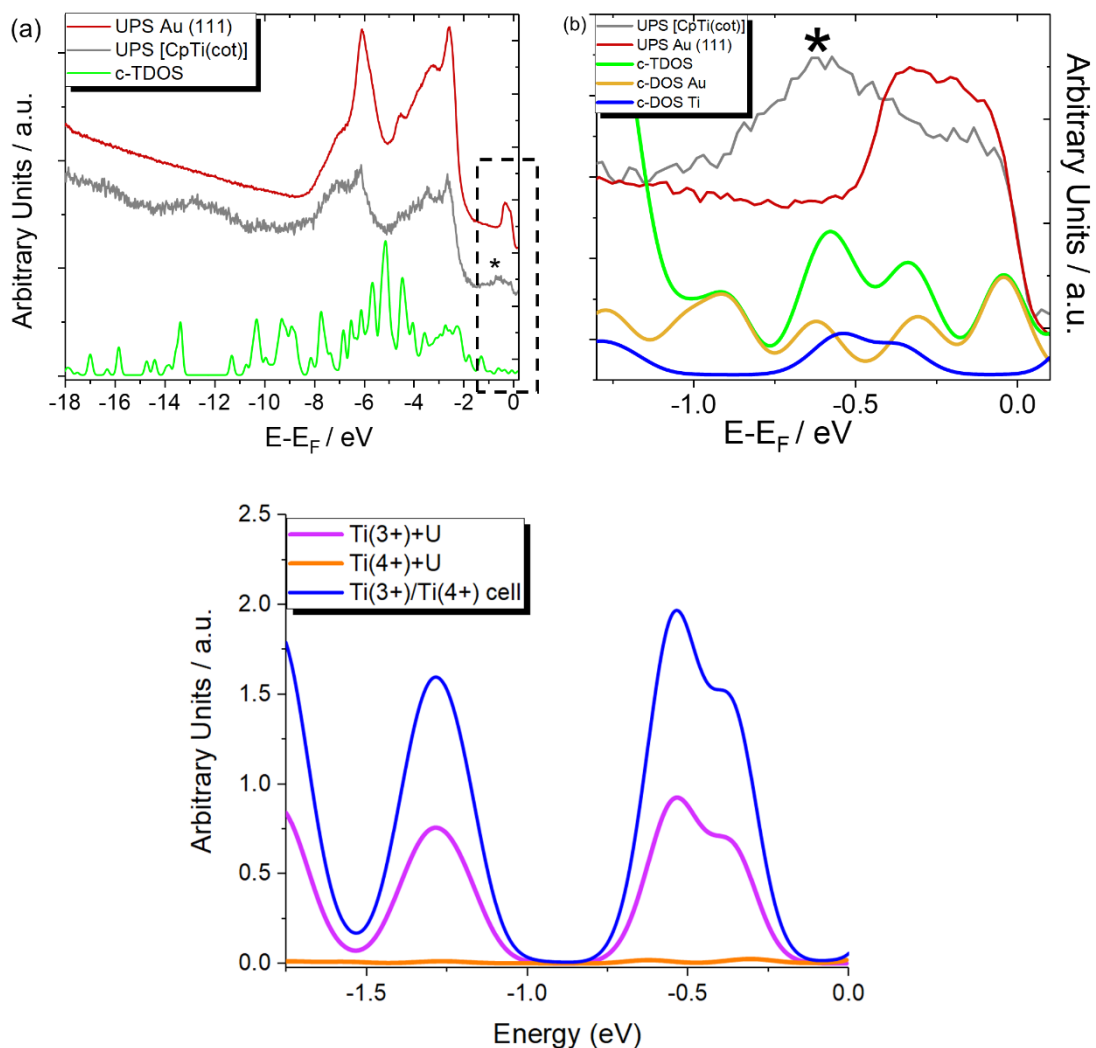 (a)
UPS Au (111)
UPS [CpTi(cot)]
c-TDOS
*
Arbitrary Units / a.u.
-18 -16 -14 -12 -10 -8 -6 -4 -2 0
E-EF / eV
(b)
UPS [CpTi(cot)]
UPS Au (111)
c-TDOS
c-DOS Au
c-DOS Ti
*
Arbitrary Units / a.u.
-1.0 -0.5 0.0
E-EF / eV
Ti(3+)+U
Ti(4+)+U
Ti(3+)/Ti(4+) cell
Arbitrary Units / a.u.
2.5
2.0
1.5
1.0
0.5
0.0
-1.5 -1.0 -0.5 0.0
Energy (eV)